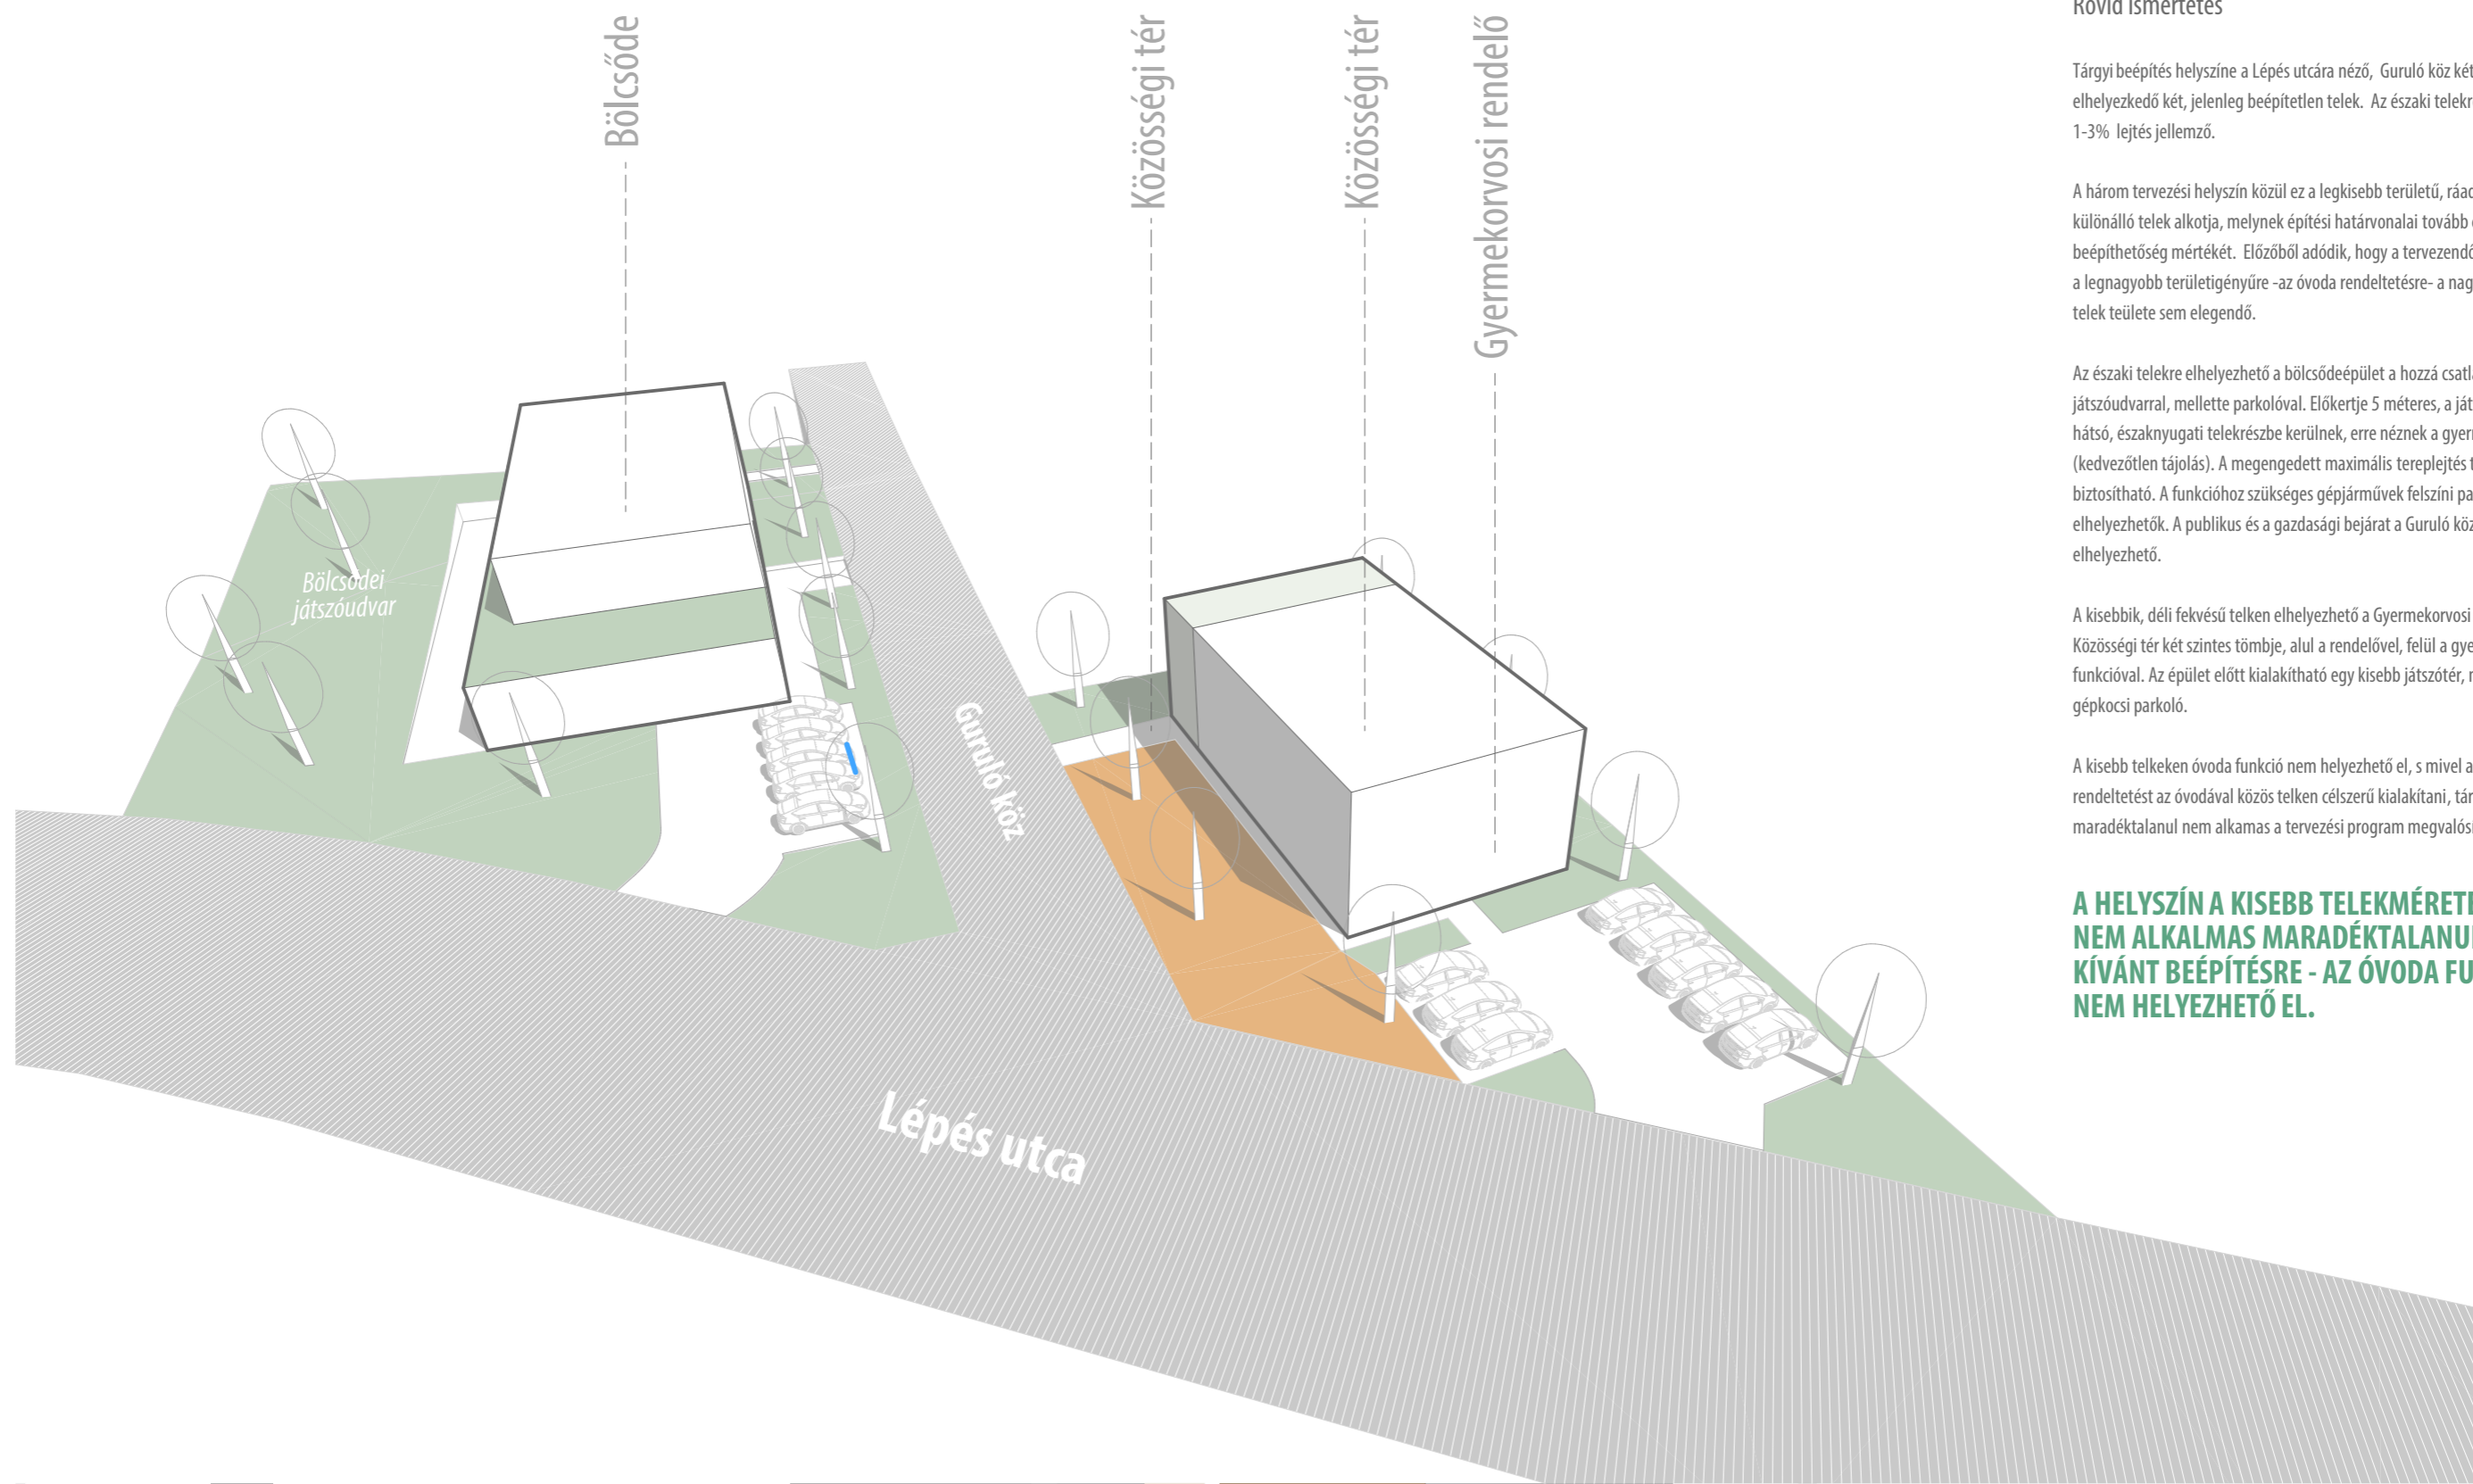 Bölcsőde
Közösségi tér
Közösségi tér
Gyermekorvosi rendelő
Bölcsődei
játszóudvar
Guruló köz
Lépés utca
Rövid ismertetés
Tárgyi beépítés helyszíne a Lépés utcára néző, Guruló köz két
elhelyezkedő két, jelenleg beépítetlen telek. Az északi telekr
1-3% lejtés jellemző.
A három tervezési helyszín közül ez a legkisebb területű,
különálló telek alkotja, melynek építési határvonalai tovább
beépíthetőség mértékét. Előzőből adódik, hogy a tervezendő
a legnagyobb területigényűre -az óvoda rendeltetésre- a nag
telek teülete sem elegendő.
Az északi telekre elhelyezhető a bölcsődeépület a hozzá csatl
játszóudvarral, mellette parkolóval. Előkertje 5 méteres, a ját
hátsó, északnyugati telekrészbe kerülnek, erre néznek a gyer
(kedvezőtlen tájolás). A megengedett maximális tereplejtés t
biztosítható. A funkcióhoz szükséges gépjárművek felszíni pa
elhelyezhetők. A publikus és a gazdasági bejárat a Guruló köz
elhelyezhető.
A kisebbik, déli fekvésű telken elhelyezhető a Gyermekorvosi
Közösségi tér két szintes tömbje, alul a rendelővel, felül a gye
funkcióval. Az épület előtt kialakítható egy kisebb játszótér,
gépkocsi parkoló.
A kisebb telkeken óvoda funkció nem helyezhető el, s mivel a
rendeltetést az óvodával közös telken célszerű kialakítani, tár
maradéktalanul nem alkamas a tervezési program megvalós
A HELYSZÍN A KISEBB TELEKMÉRETE
NEM ALKALMAS MARADÉKTALANU
KÍVÁNT BEÉPÍTÉSRE - AZ ÓVODA FU
NEM HELYEZHETŐ EL.